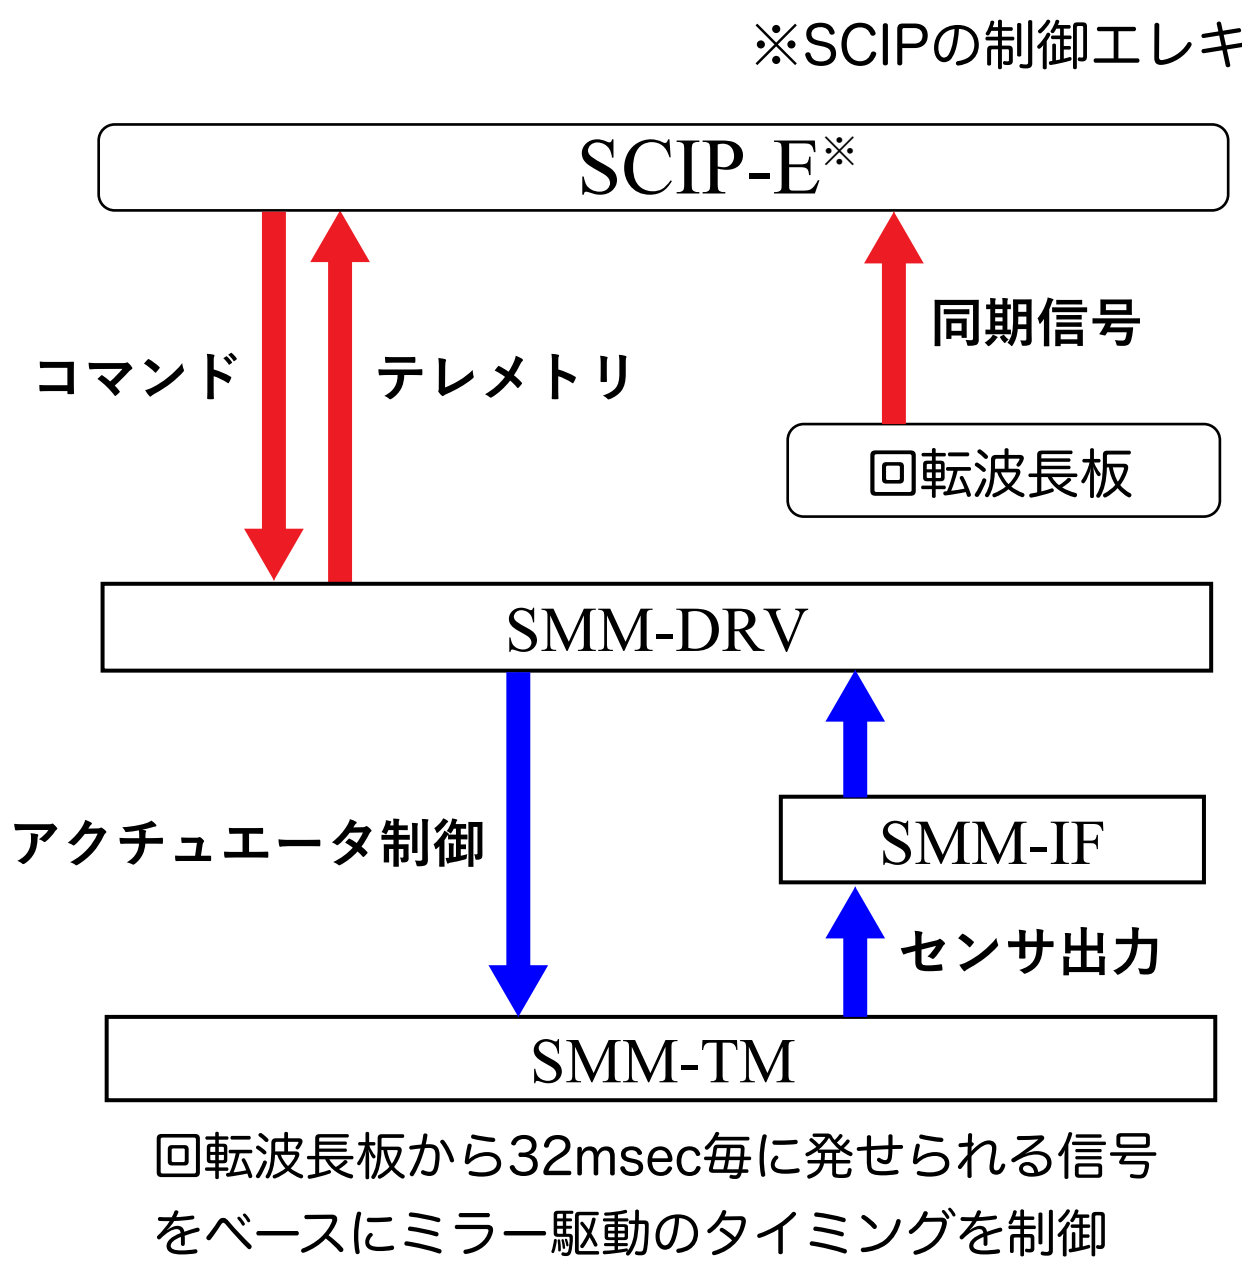 ※SCIPの制御エレキ
SCIP-E※
同期信号
コマンド
テレメトリ
回転波長板
SMM-DRV
アクチュエータ制御
SMM-IF
センサ出力
SMM-TM
回転波長板から32msec毎に発せられる信号
をベースにミラー駆動のタイミングを制御